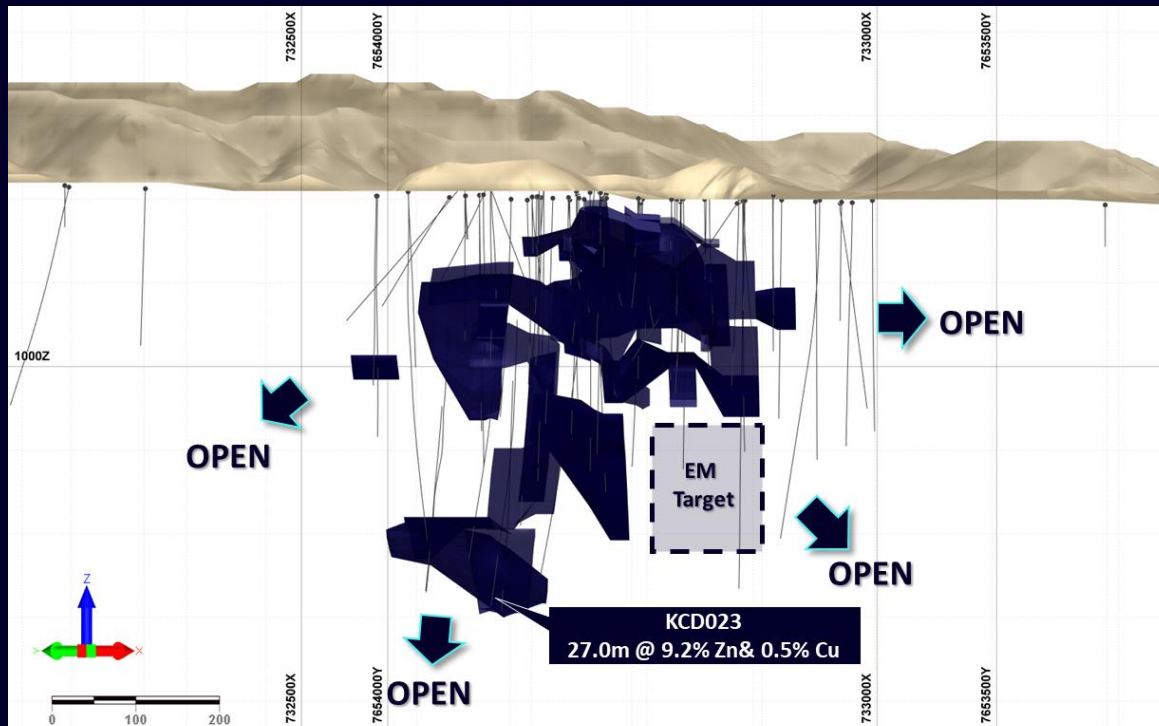 732500X
7654000Y
733000X
7653500Y
OPEN
1000Z
OPEN
EM
Target
OPEN
KCD023
27.0m @ 9.2% Zn& 0.5% Cu
OPEN
Z
Y
X
0 100 200
732500X
7654000Y
733000X
7653500Y